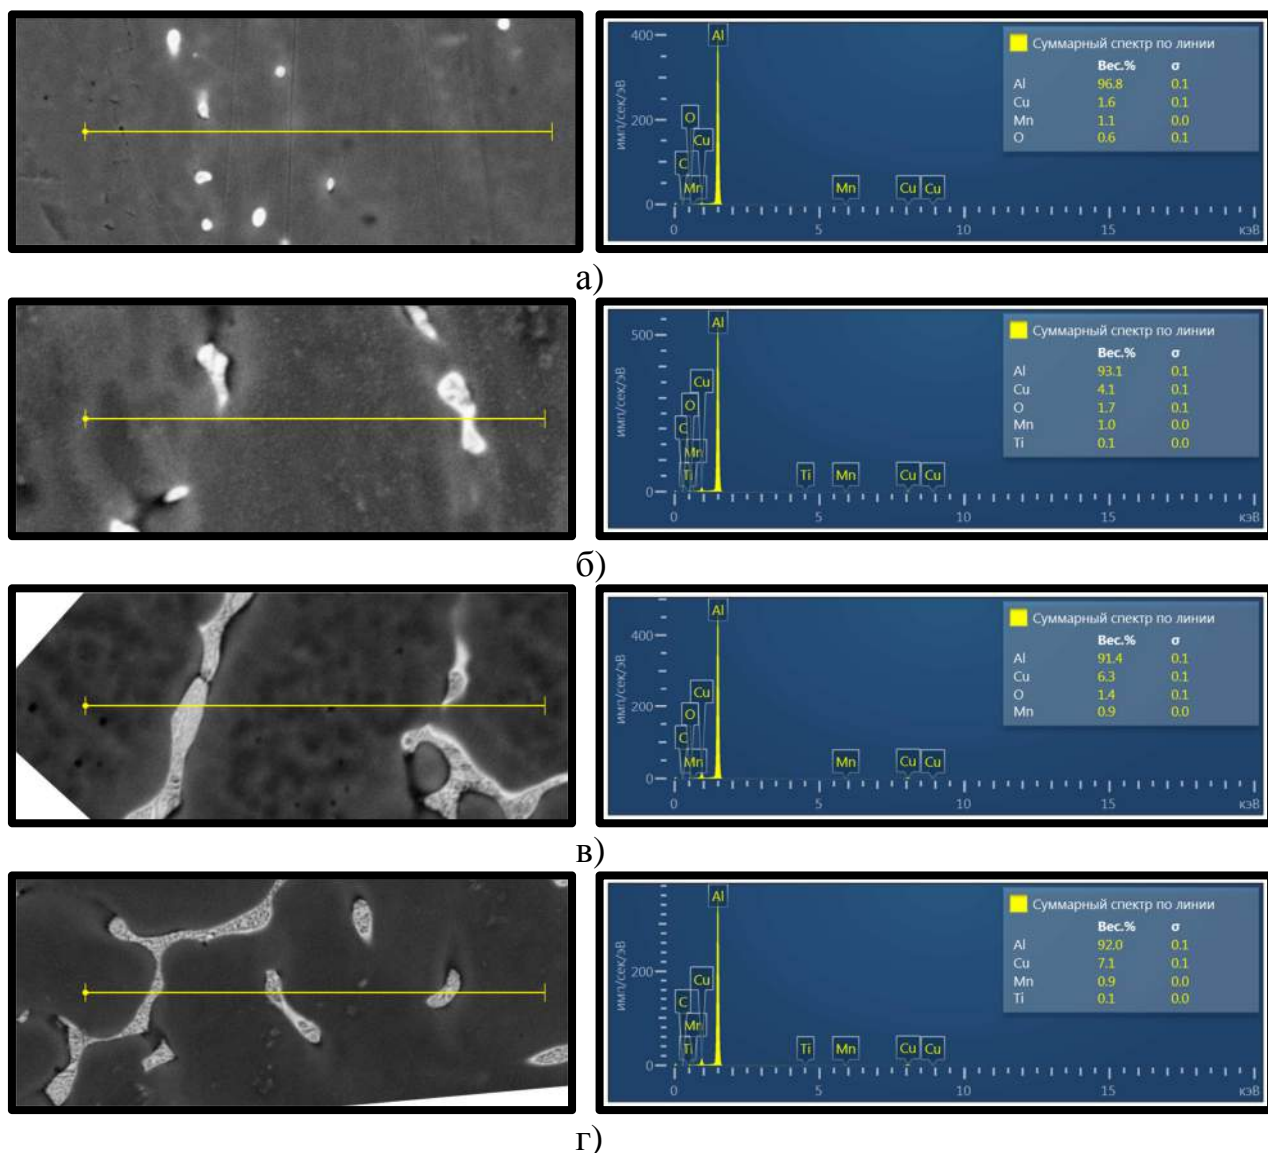 400
200
0
имп/сек/эВ
Al
O
Cu
C
Mn
Mn
Cu
Cu
0
5
10
15
кэВ
Суммарный спектр по линии
Вес.% σ
Al 96.8 0.1
Cu 1.6 0.1
Mn 1.1 0.0
O 0.6 0.1
а)
500
0
имп/сек/эВ
Al
Cu
O
C
Mn
Ti
Ti
Mn
Cu
Cu
0
5
10
15
кэВ
Суммарный спектр по линии
Вес.% σ
Al 93.1 0.1
Cu 4.1 0.1
O 1.7 0.1
Mn 1.0 0.0
Ti 0.1 0.0
б)
400
200
0
имп/сек/эВ
Al
Cu
O
C
Mn
Mn
Cu
Cu
0
5
10
15
кэВ
Суммарный спектр по линии
Вес.% σ
Al 91.4 0.1
Cu 6.3 0.1
O 1.4 0.1
Mn 0.9 0.0
в)
200
0
имп/сек/эВ
Al
Cu
C
Mn
Ti
Ti
Mn
Cu
Cu
0
5
10
15
кэВ
Суммарный спектр по линии
Вес.% σ
Al 92.0 0.1
Cu 7.1 0.1
Mn 0.9 0.0
Ti 0.1 0.0
г)